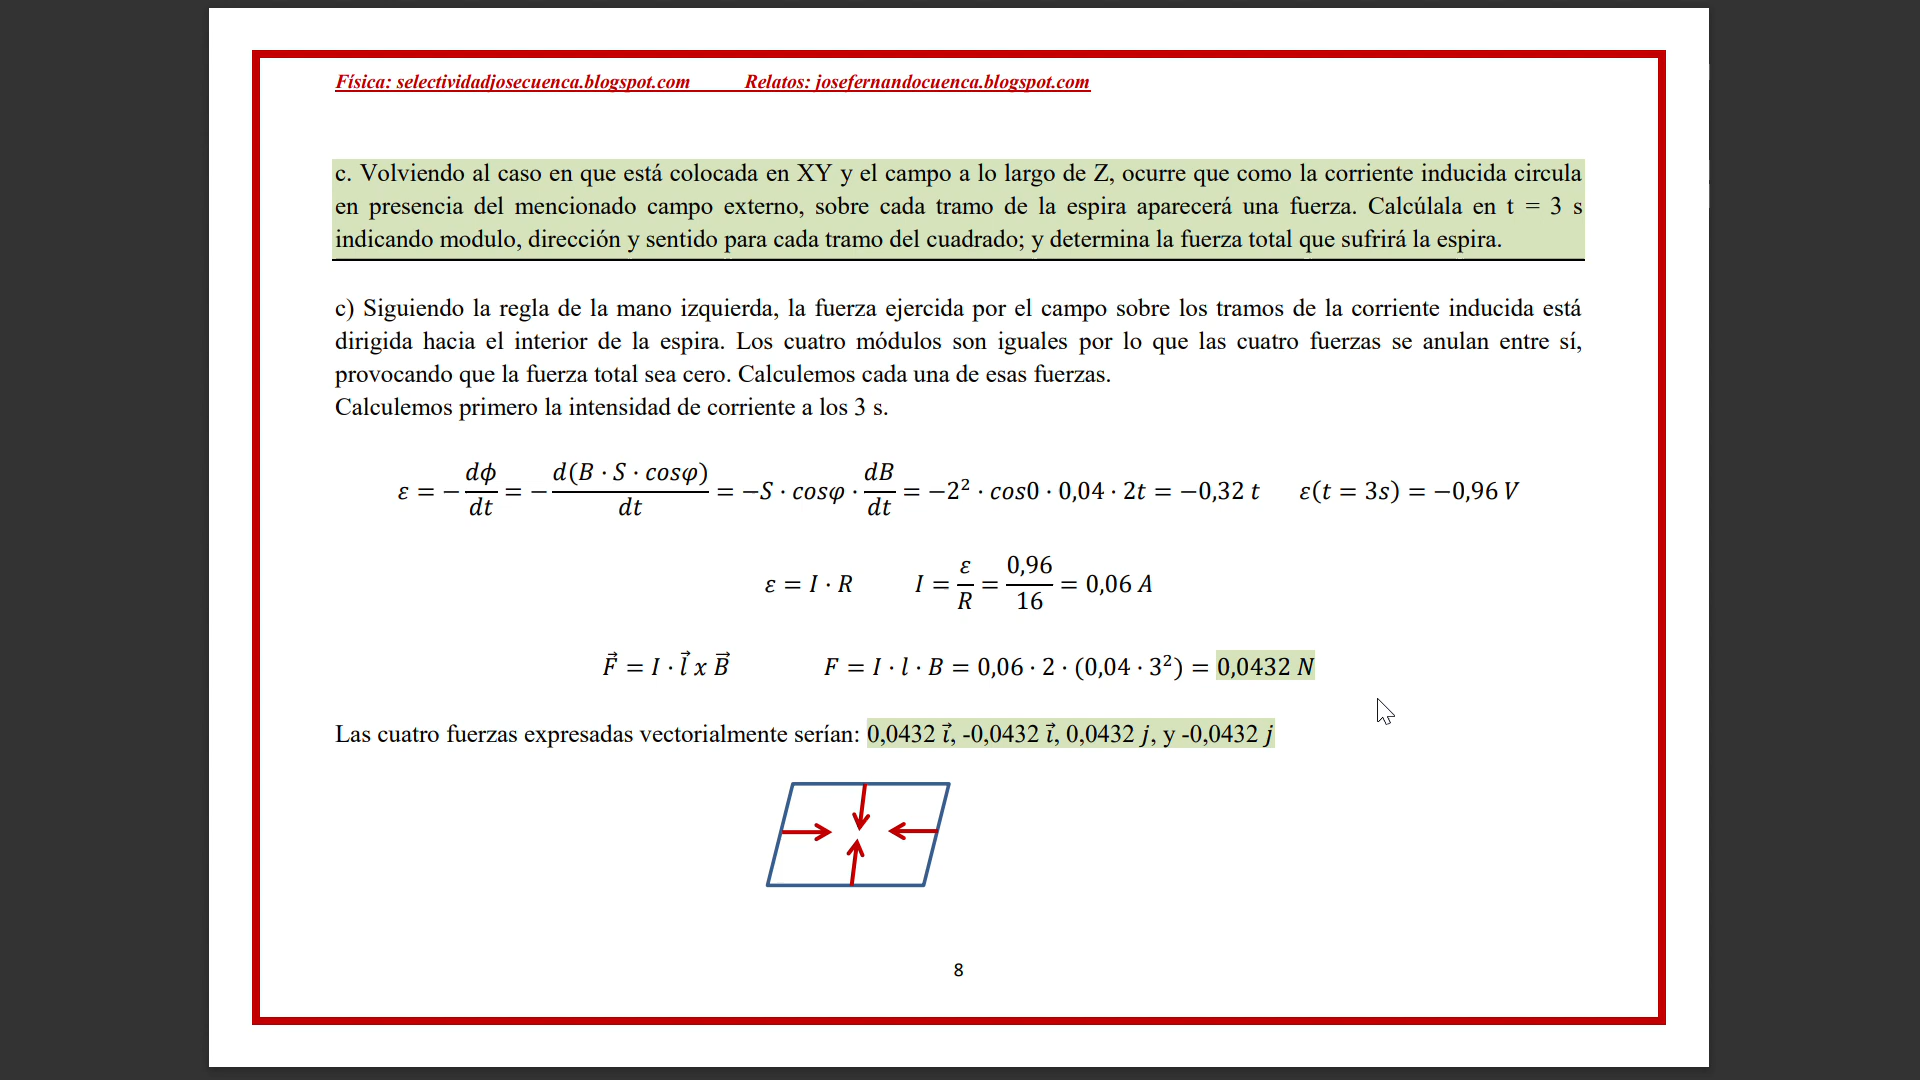 Física: selectividadjosecuenca.blogspot.com Relatos: josefernandocuenca.blogspot.com
c. Volviendo al caso en que está colocada en XY y el campo a lo largo de Z, ocurre que como la corriente inducida circula
en presencia del mencionado campo externo, sobre cada tramo de la espira aparecerá una fuerza. Calcúlala en t = 3 s
indicando modulo, dirección y sentido para cada tramo del cuadrado; y determina la fuerza total que sufrirá la espira.
c) Siguiendo la regla de la mano izquierda, la fuerza ejercida por el campo sobre los tramos de la corriente inducida está
dirigida hacia el interior de la espira. Los cuatro módulos son iguales por lo que las cuatro fuerzas se anulan entre sí,
provocando que la fuerza total sea cero. Calculemos cada una de esas fuerzas.
Calculemos primero la intensidad de corriente a los 3 s.
ε = −dϕ/dt = −d(B · S · cosφ)/dt = −S · cosφ · dB/dt = −2² · cos0 · 0,04 · 2t = −0,32 t ε(t = 3s) = −0,96 V
ε = I · R I = ε/R = 0,96/16 = 0,06 A
F⃗ = I · l⃗ x B⃗ F = I · l · B = 0,06 · 2 · (0,04 · 3²) = 0,0432 N
Las cuatro fuerzas expresadas vectorialmente serían: 0,0432 i⃗, -0,0432 i⃗, 0,0432 j, y -0,0432 j
8